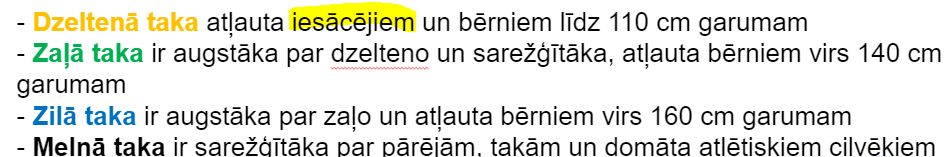 - Dzeltenā taka atļauta iesācējiem un bērniem līdz 110 cm garumam
- Zaļā taka ir augstāka par dzelteno un sarežģītāka, atļauta bērniem virs 140 cm
garumam
- Zilā taka ir augstāka par zaļo un atļauta bērniem virs 160 cm garumam
- Melnā taka ir sarežģītāka par pārējām, takām un domāta atlētiskiem cilvēkiem